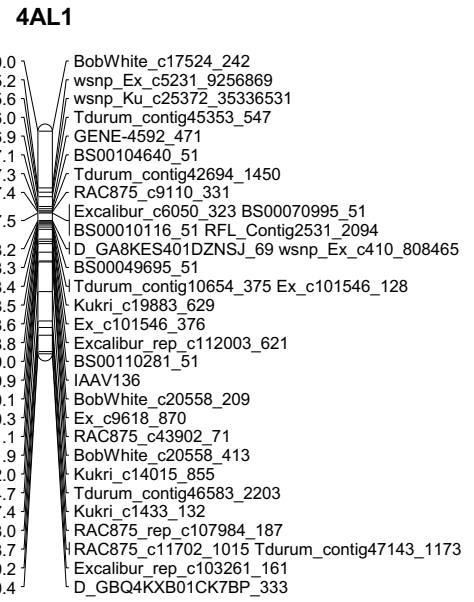 4AL1
BobWhite_c17524_242
wsnp_Ex_c5231_9256869
wsnp_Ku_c25372_35336531
Tdurum_contig45353_547
GENE-4592_471
BS00104640_51
Tdurum_contig42694_1450
RAC875_c9110_331
Excalibur_c6050_323 BS00070995_51
BS00010116_51 RFL_Contig2531_2094
D_GA8KES401DZNSJ_69 wsnp_Ex_c410_808465
BS00049695_51
Tdurum_contig10654_375 Ex_c101546_128
Kukri_c19883_629
Ex_c101546_376
Excalibur_rep_c112003_621
BS00110281_51
IAAV136
BobWhite_c20558_209
Ex_c9618_870
RAC875_c43902_71
BobWhite_c20558_413
Kukri_c14015_855
Tdurum_contig46583_2203
Kukri_c1433_132
RAC875_rep_c107984_187
RAC875_c11702_1015 Tdurum_contig47143_1173
Excalibur_rep_c103261_161
D_GBQ4KXB01CK7BP_333